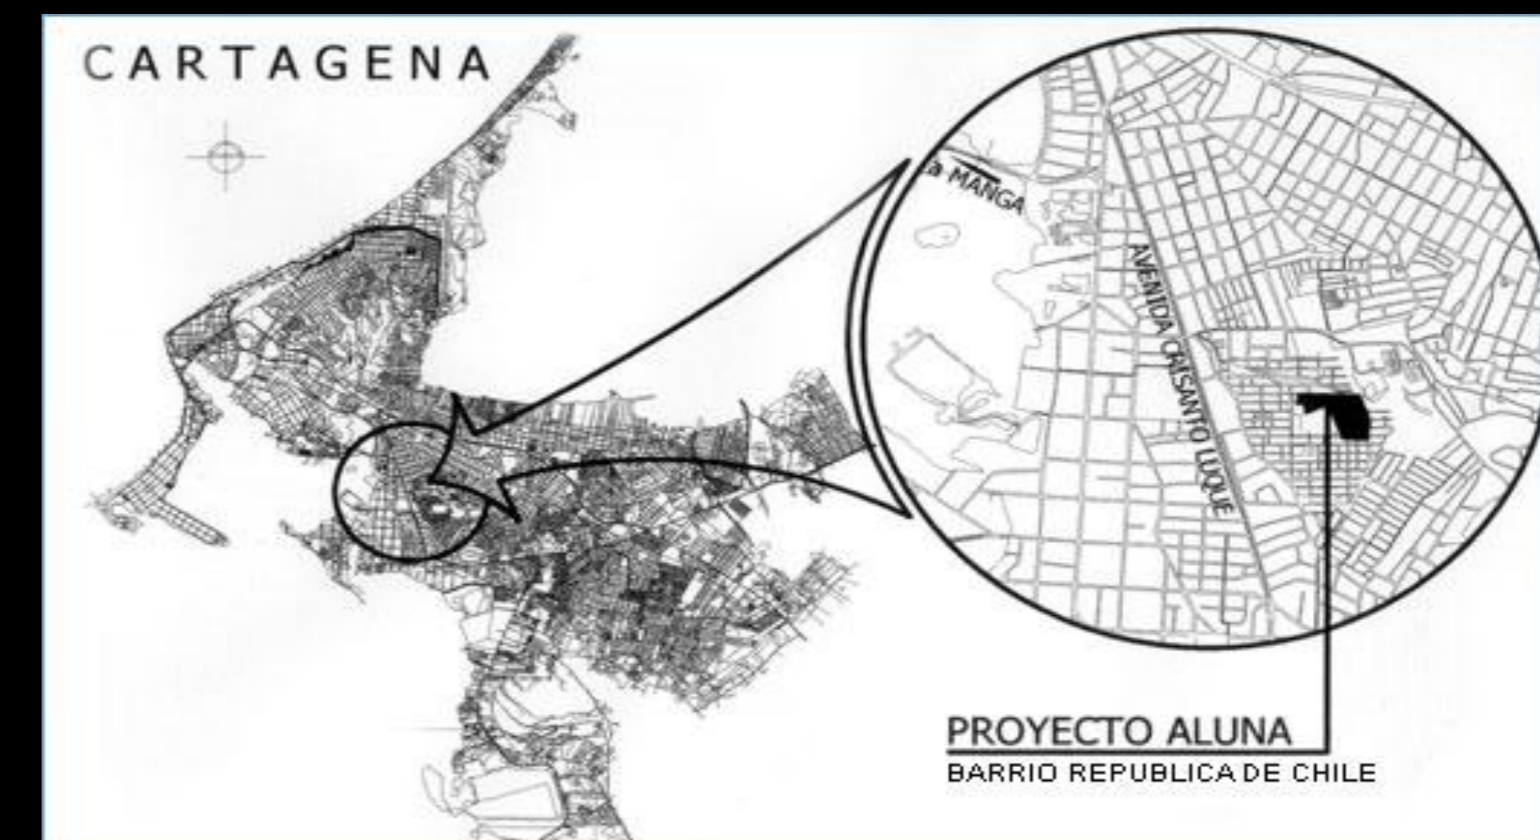 CARTAGENA
a MANGA
AVENIDA CRISANTO LUQUE
PROYECTO ALUNA
BARRIO REPUBLICA DE CHILE